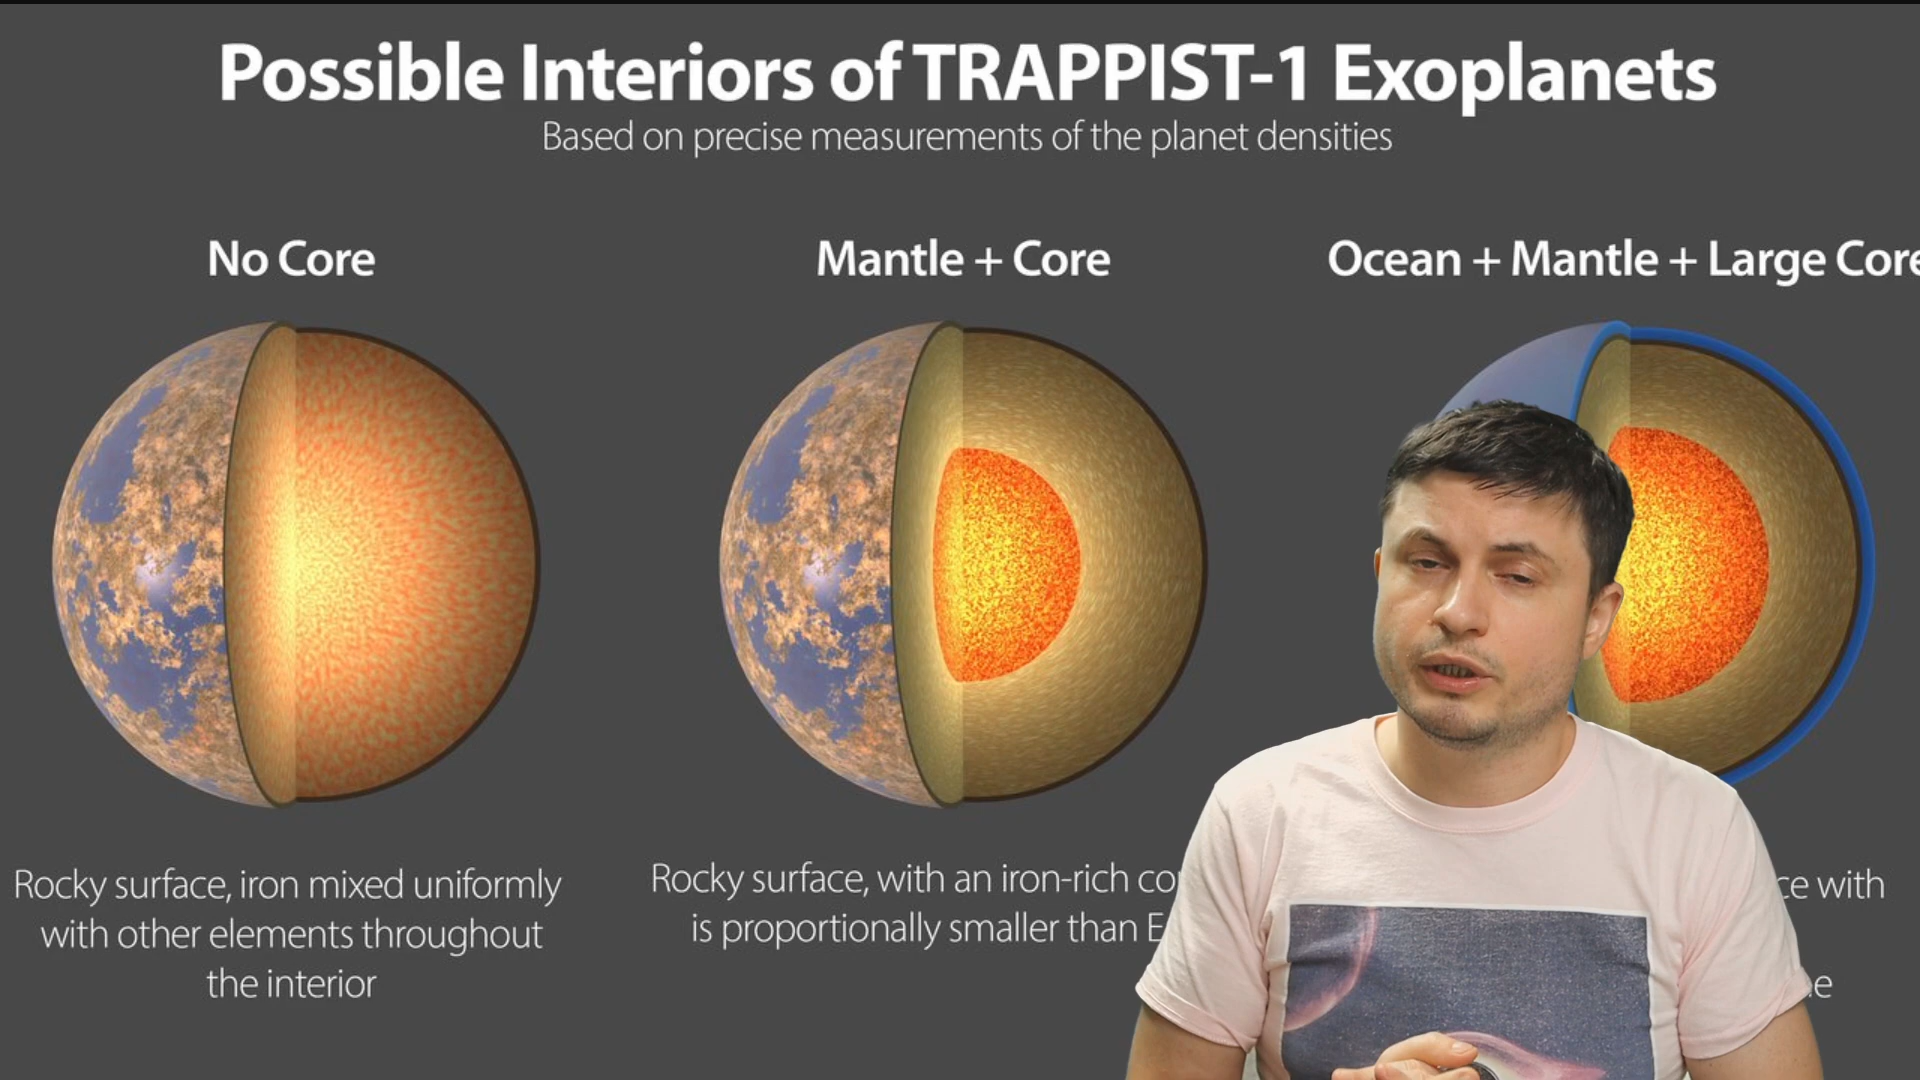 Possible Interiors of TRAPPIST-1 Exoplanets
Based on precise measurements of the planet densities
No Core
Mantle + Core
Ocean + Mantle + Large Core
Rocky surface, iron mixed uniformly
with other elements throughout
the interior
Rocky surface, with an iron-rich
is proportionally smaller than
with